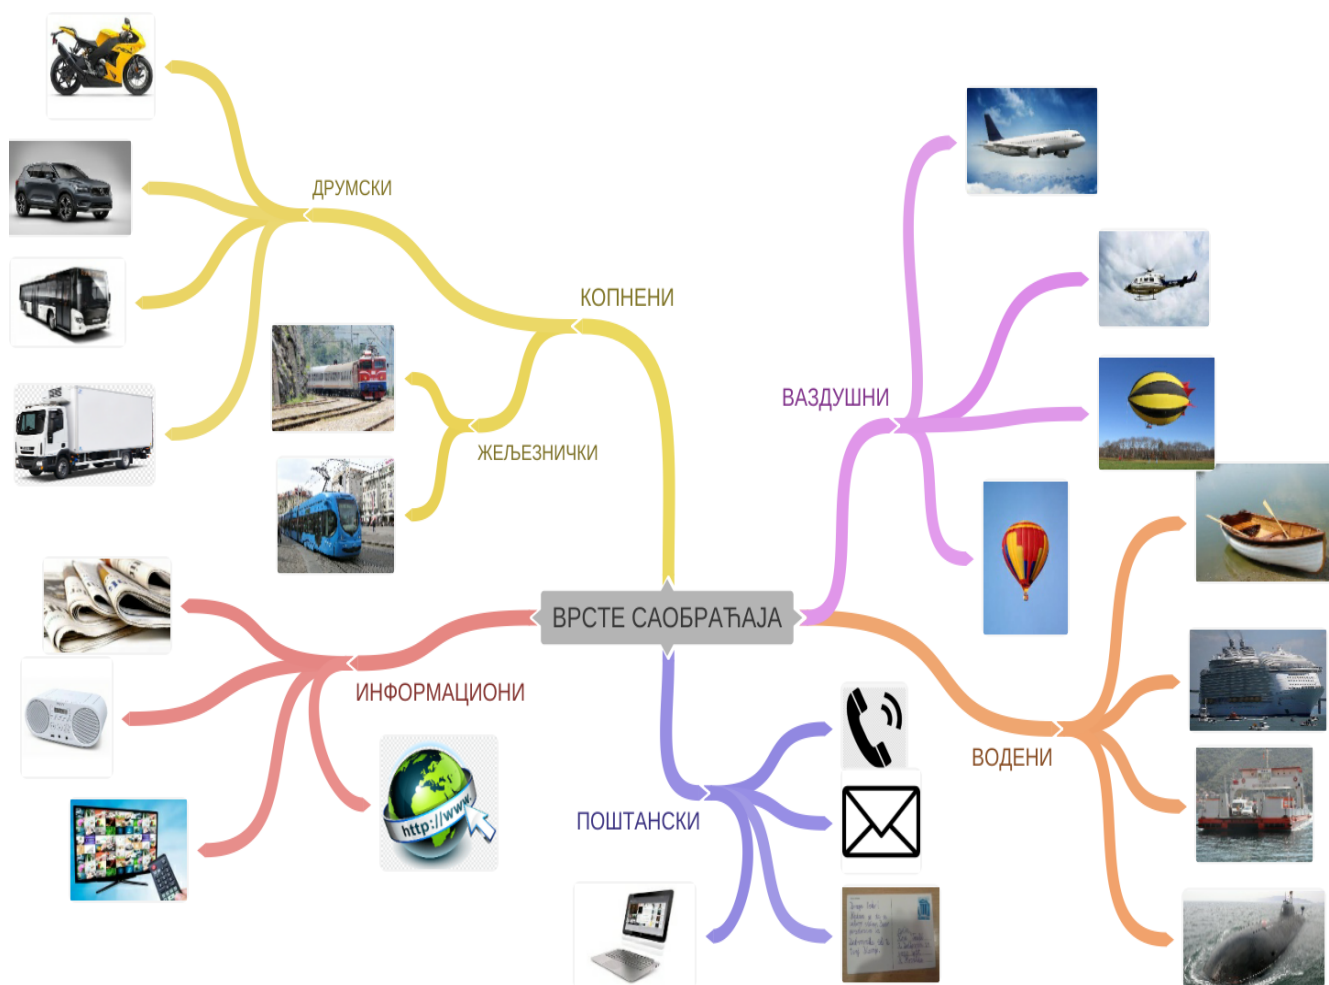 ДРУМСКИ
КОПНЕНИ
ЖЕЉЕЗНИЧКИ
ВАЗДУШНИ
ВРСТЕ САОБРАЋАЈА
ИНФОРМАЦИОНИ
ВОДЕНИ
ПОШТАНСКИ
http://www.